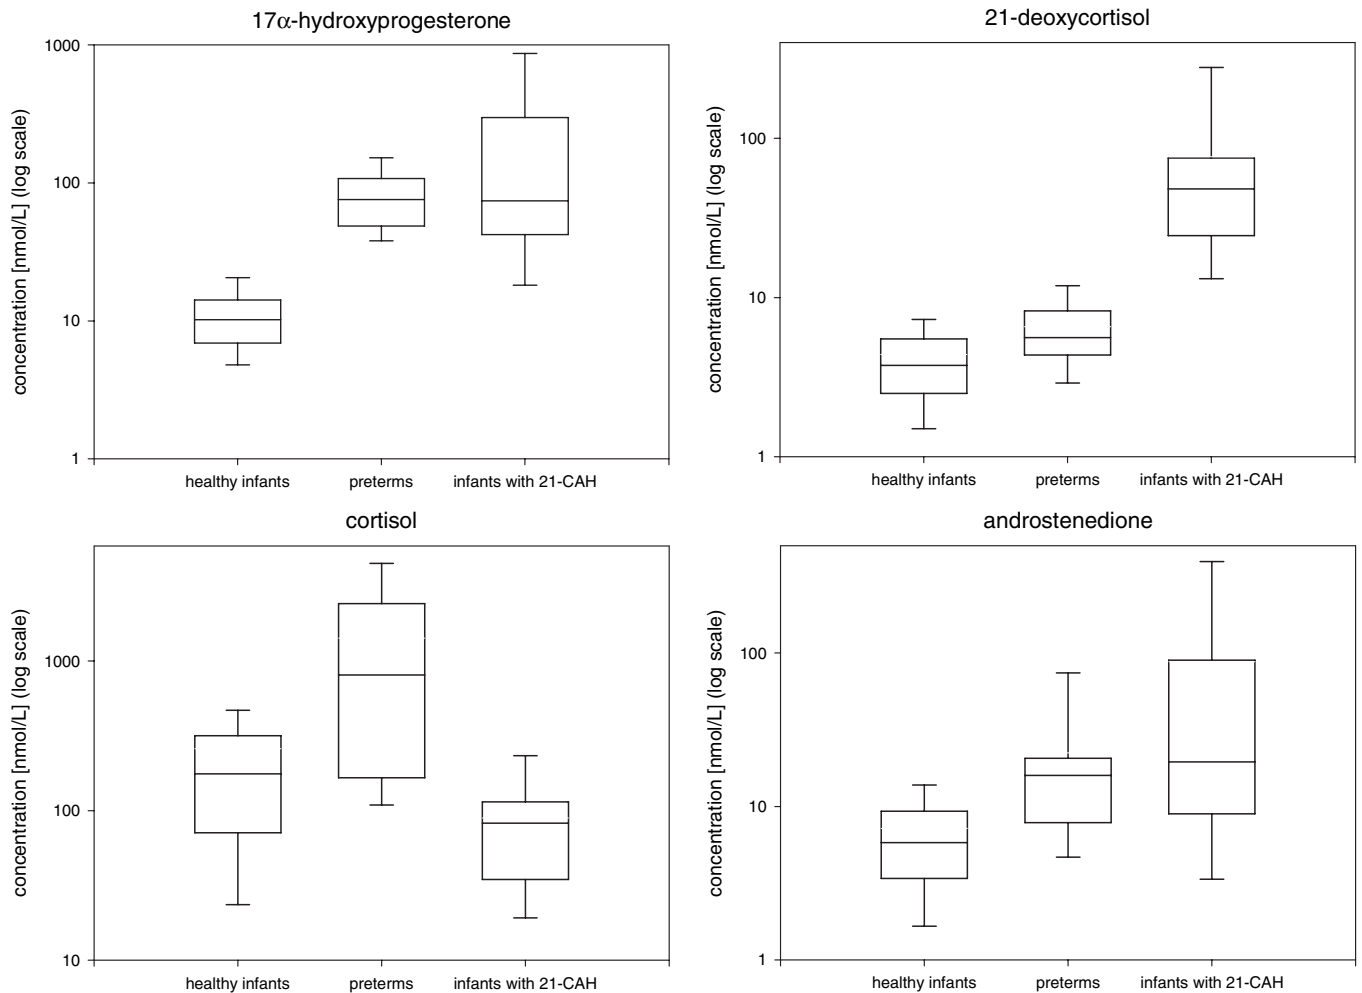 17α-hydroxyprogesterone
concentration [nmol/L] (log scale)
1000
100
10
1
healthy infants preterms infants with 21-CAH
21-deoxycortisol
concentration [nmol/L] (log scale)
100
10
1
healthy infants preterms infants with 21-CAH
cortisol
concentration [nmol/L] (log scale)
1000
100
10
healthy infants preterms infants with 21-CAH
androstenedione
concentration [nmol/L] (log scale)
100
10
1
healthy infants preterms infants with 21-CAH